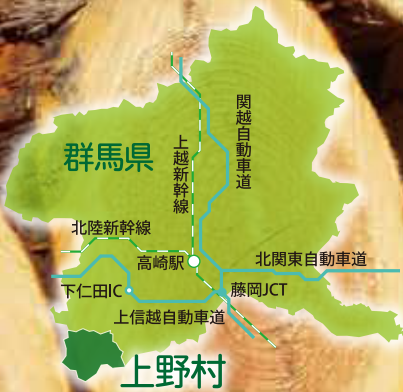 関越自動車道
上越新幹線
群馬県
北陸新幹線
高崎駅
北関東自動車道
下仁田IC
藤岡JCT
上信越自動車道
上野村